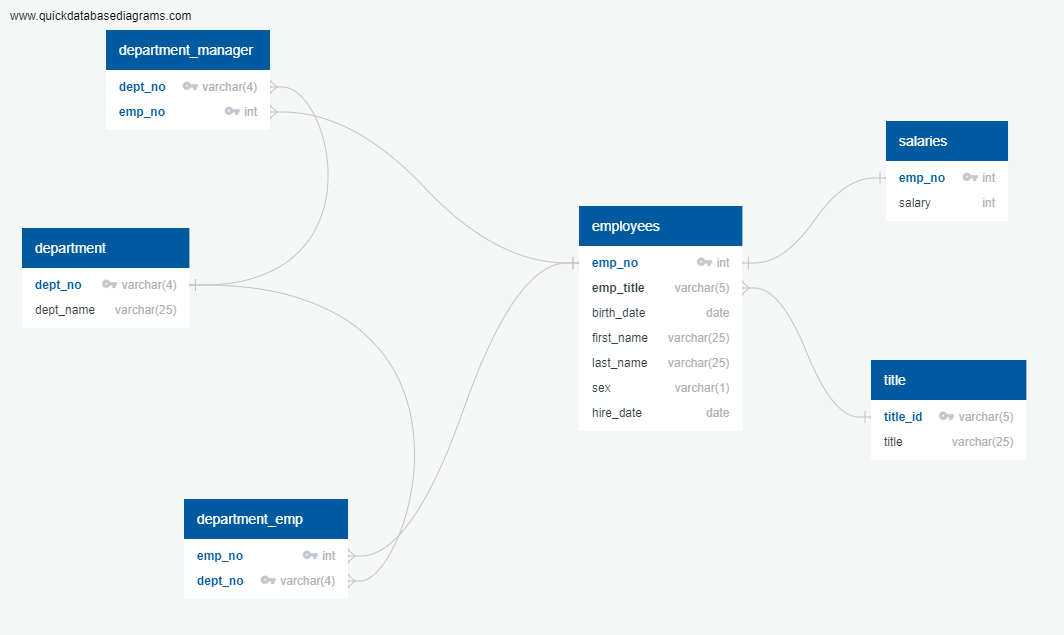 www.quickdatabasediagrams.com
department_manager
dept_no varchar(4)
emp_no int
department
dept_no varchar(4)
dept_name varchar(25)
department_emp
emp_no int
dept_no varchar(4)
employees
emp_no int
emp_title varchar(5)
birth_date date
first_name varchar(25)
last_name varchar(25)
sex varchar(1)
hire_date date
salaries
emp_no int
salary int
title
title_id varchar(5)
title varchar(25)